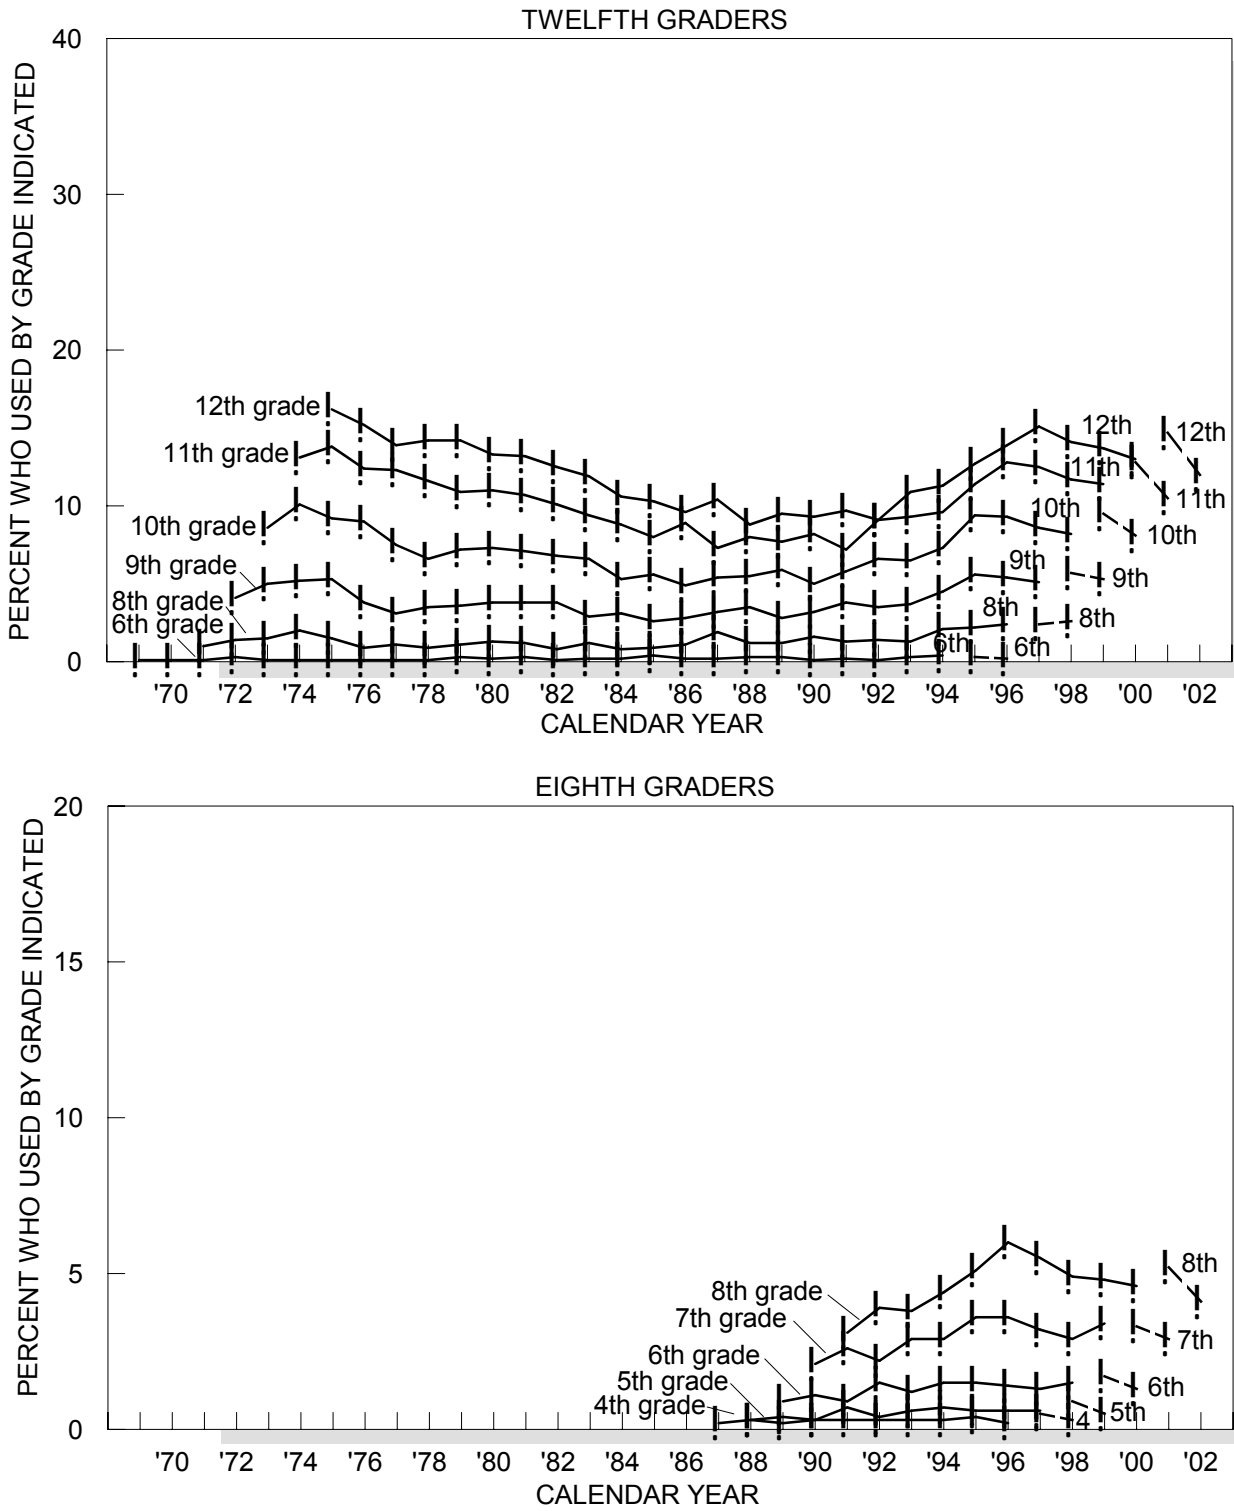 TWELFTH GRADERS
PERCENT WHO USED BY GRADE INDICATED
40
30
20
10
0
12th grade
11th grade
10th grade
9th grade
8th grade
6th grade
12th
12th
11th
11th
10th
10th
9th
9th
8th
8th
6th
6th
'70 '72 '74 '76 '78 '80 '82 '84 '86 '88 '90 '92 '94 '96 '98 '00 '02
CALENDAR YEAR
EIGHTH GRADERS
PERCENT WHO USED BY GRADE INDICATED
20
15
10
5
0
8th grade
7th grade
6th grade
5th grade
4th grade
8th
7th
6th
5th
4
'70 '72 '74 '76 '78 '80 '82 '84 '86 '88 '90 '92 '94 '96 '98 '00 '02
CALENDAR YEAR